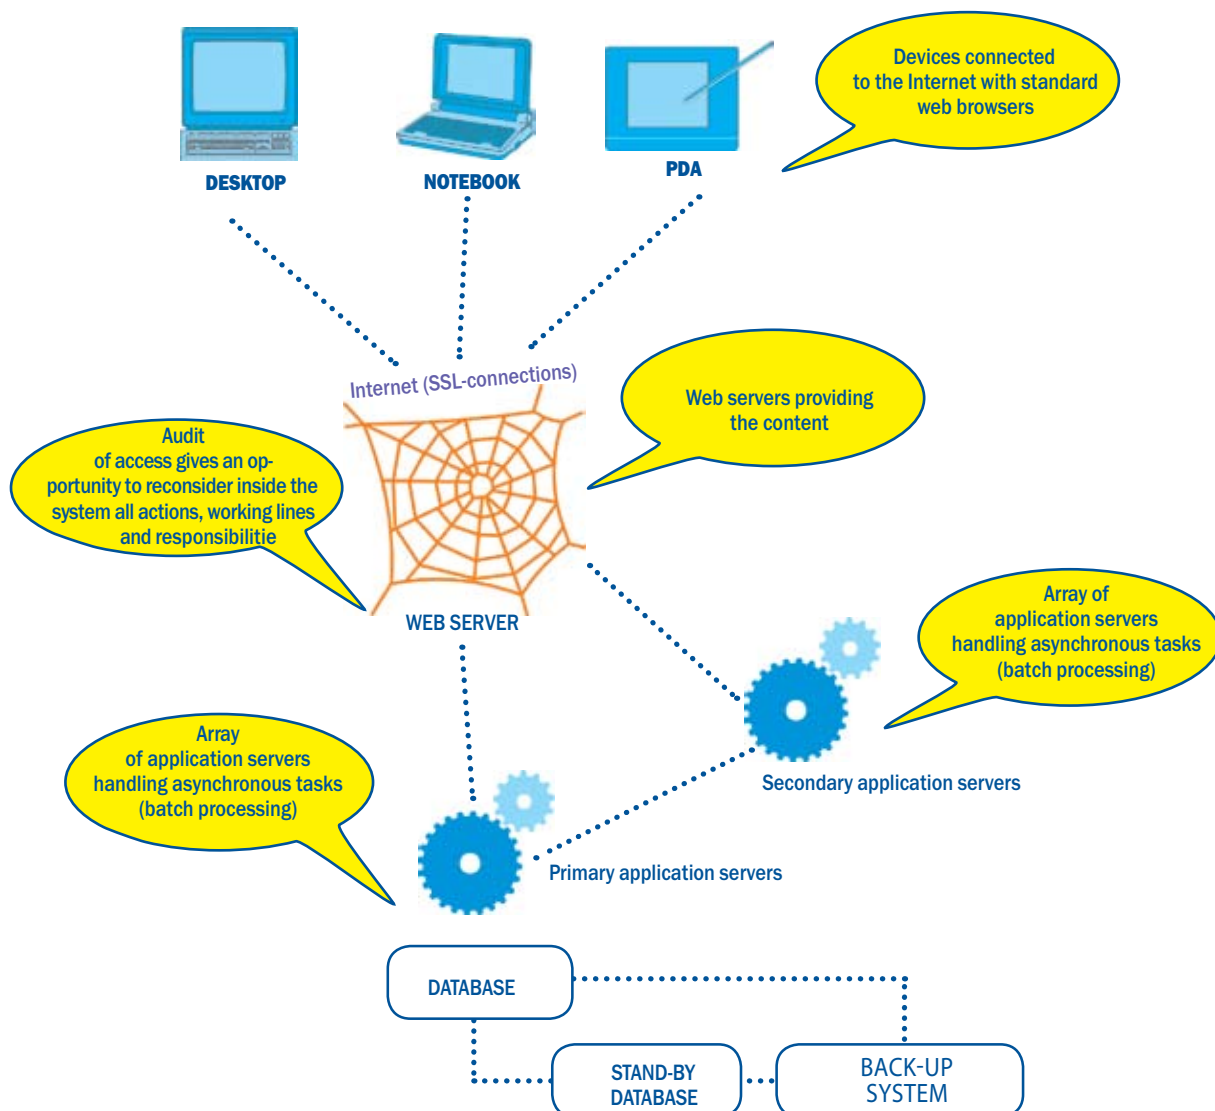 Devices connected
to the Internet with standard
web browsers
DESKTOP
NOTEBOOK
PDA
Internet (SSL-connections)
Web servers providing
the content
Audit
of access gives an op-
portunity to reconsider inside the
system all actions, working lines
and responsibilitie
WEB SERVER
Array of
application servers
handling asynchronous tasks
(batch processing)
Secondary application servers
Array
of application servers
handling asynchronous tasks
(batch processing)
Primary application servers
DATABASE
STAND-BY
DATABASE
BACK-UP
SYSTEM